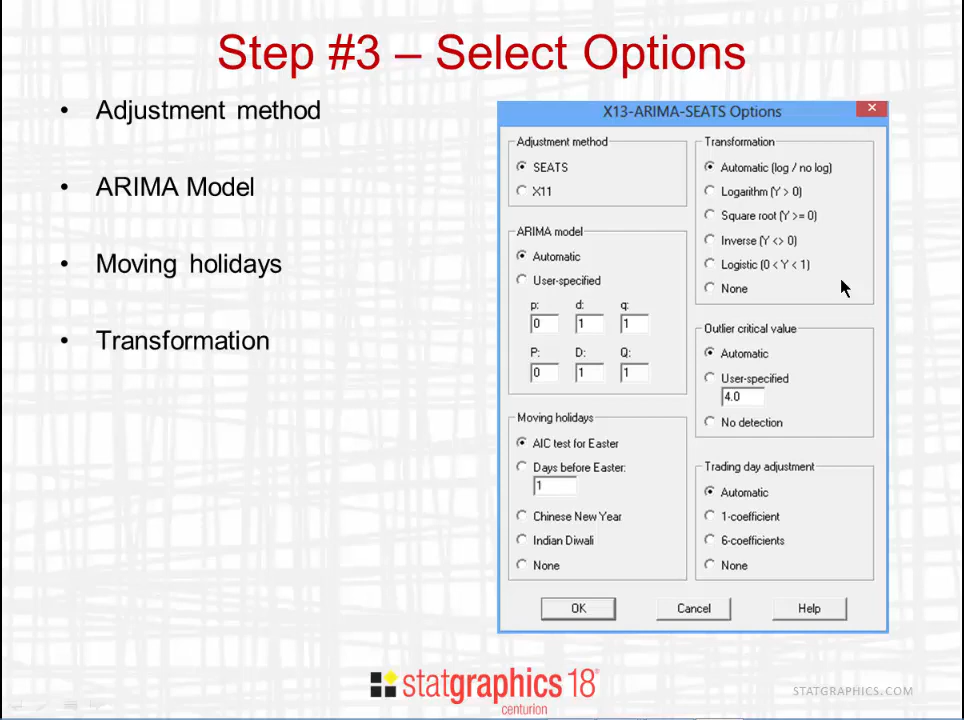 Step #3 – Select Options
• Adjustment method
• ARIMA Model
• Moving holidays
• Transformation
X13-ARIMA-SEATS Options
Adjustment method
SEATS
X11
ARIMA model
Automatic
User-specified
p: d: q:
0 1 1
P: D: Q:
0 1 1
Moving holidays
AIC test for Easter
Days before Easter:
1
Chinese New Year
Indian Diwali
None
Transformation
Automatic (log / no log)
Logarithm (Y > 0)
Square root (Y >= 0)
Inverse (Y <> 0)
Logistic (0 < Y < 1)
None
Outlier critical value
Automatic
User-specified
4.0
No detection
Trading day adjustment
Automatic
1-coefficient
6-coefficients
None
OK Cancel Help
statgraphics 18®
centurion
STATGRAPHICS.COM